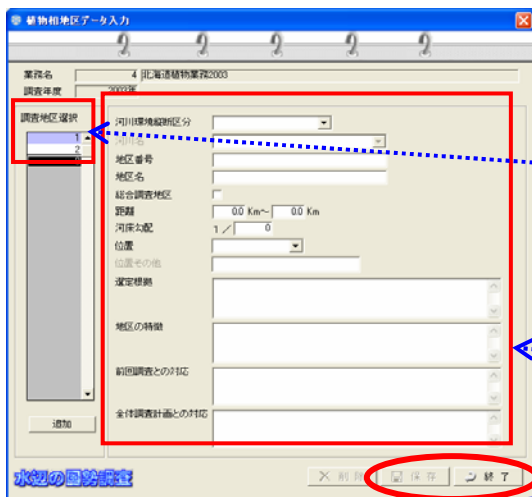 植物相地区データ入力
業務名 4 北海道植物業務2003
調査年度 2003年
調査地区選択
1
2
河川環境縦断区分
河川名
地区番号
地区名
総合調査地区
距離 0.0 Km～ 0.0 Km
河床勾配 1／ 0
位置
位置その他
選定根拠
地区の特徴
前回調査との対応
全体調査計画との対応
追加
水辺の国勢調査
削除 保存 終了